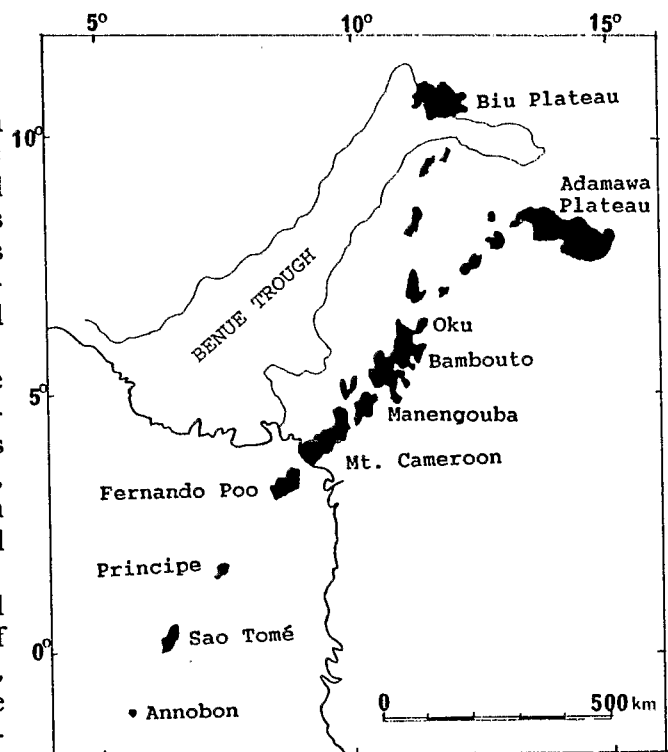 5° 10° 15°
Biu Plateau
10°
Adamawa
Plateau
BENUE TROUGH
Oku
Bambouto
5°
Manengouba
Mt. Cameroon
Fernando Poo
Principe
Sao Tomé
0°
0 500 km
Annobon